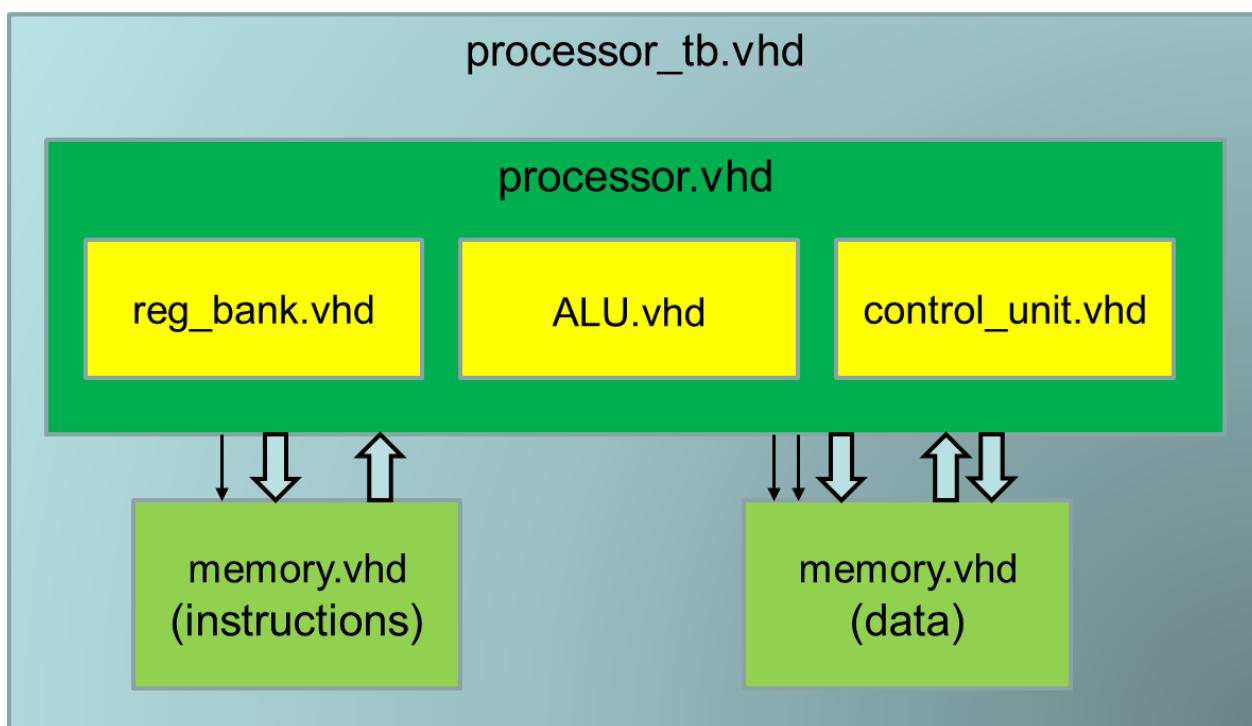 processor_tb.vhd
processor.vhd
reg_bank.vhd
ALU.vhd
control_unit.vhd
memory.vhd
(instructions)
memory.vhd
(data)